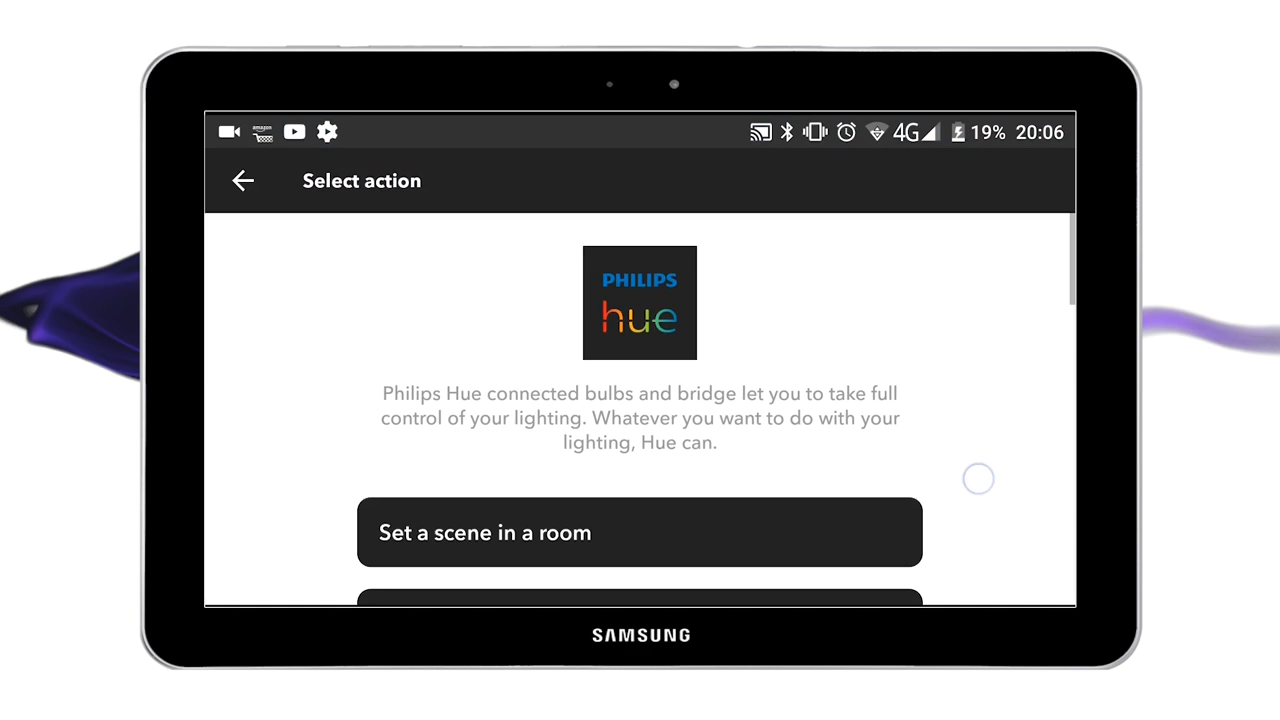 amazon
4G 19% 20:06
Select action
PHILIPS
hue
Philips Hue connected bulbs and bridge let you to take full
control of your lighting. Whatever you want to do with your
lighting, Hue can.
Set a scene in a room
SAMSUNG